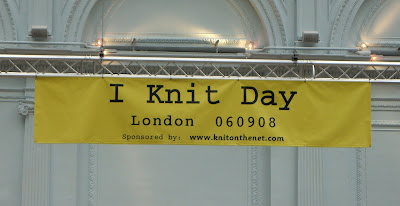 I Knit Day
London 060908
Sponsored by: www.knitonthenet.com